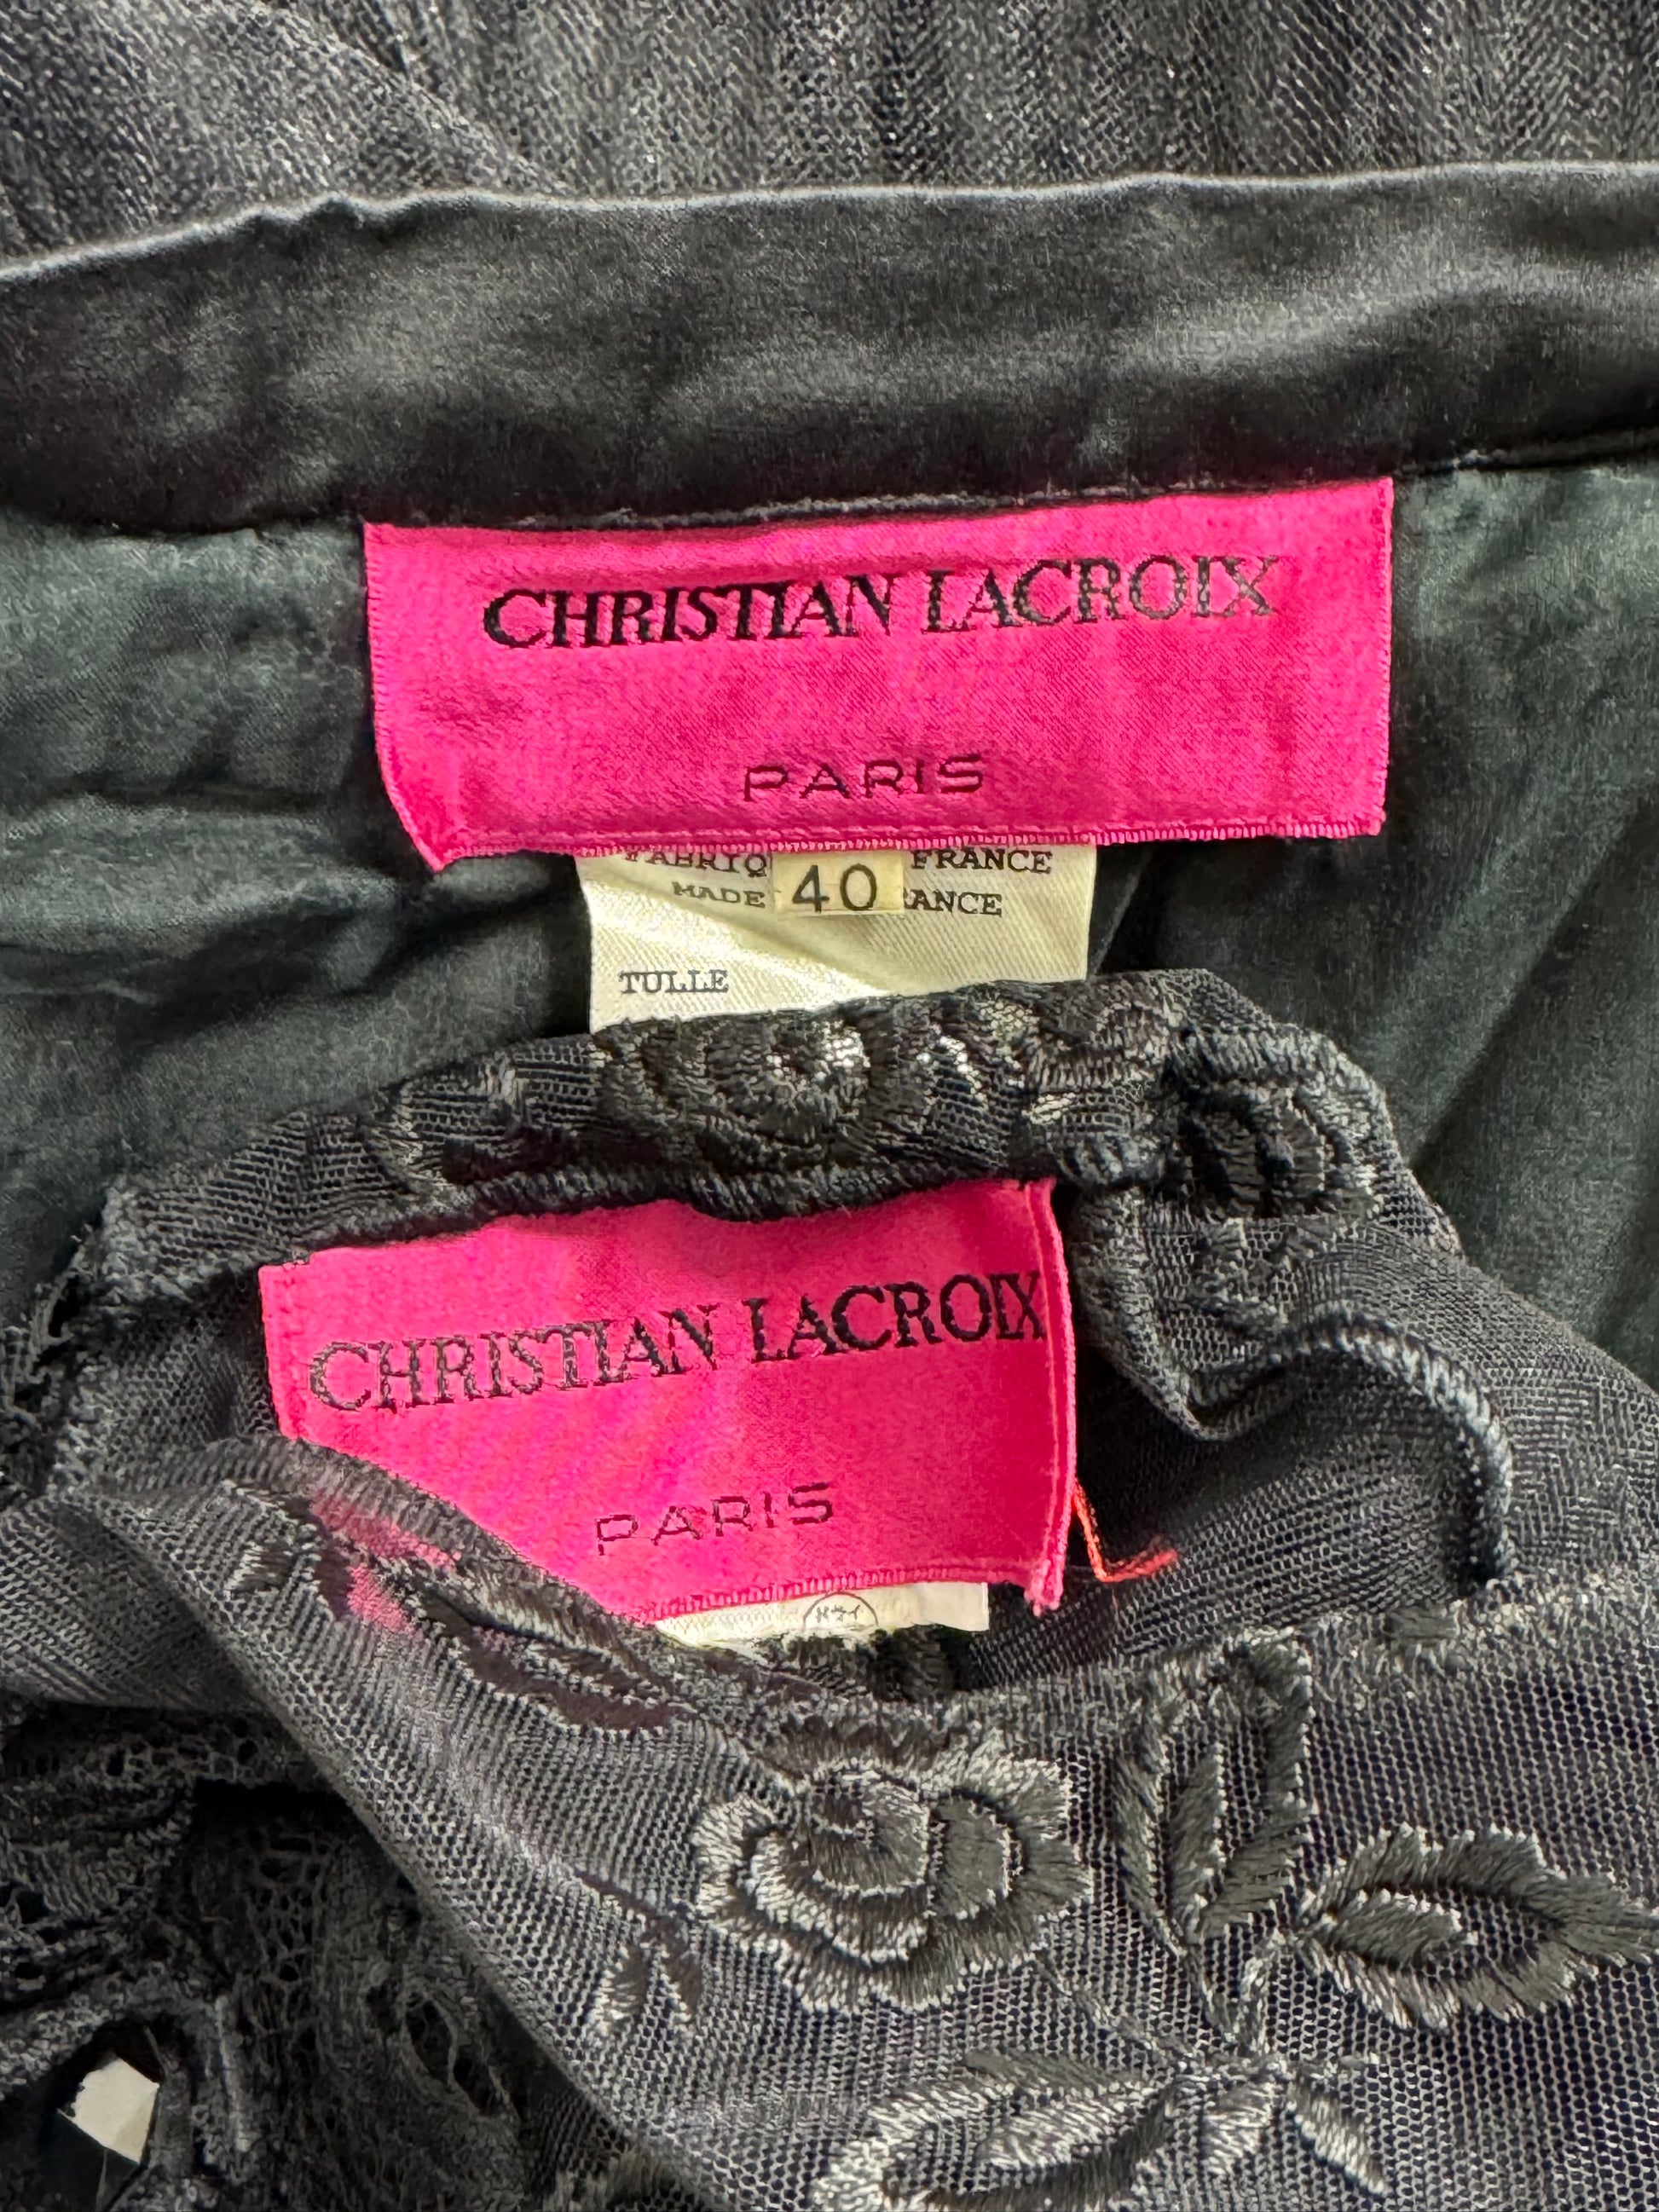 CHRISTIAN LACROIX
PARIS
FABRIQ 40 FRANCE
MADE RANCE
TULLE
CHRISTIAN LACROIX
PARIS